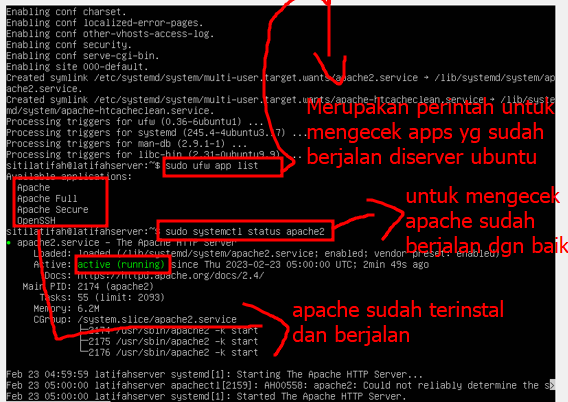 Enabling conf charset.
Enabling conf localized-error-pages.
Enabling conf other-vhosts-access-log.
Enabling conf security.
Enabling conf serve-cgi-bin.
Enabling site 000-default.
Created symlink /etc/systemd/system/multi-user.target.wants/apache2.service → /lib/systemd/system/ap
ache2.service.
Created symlink /etc/systemd/system/multi-user.target.wants/apache-htcacheclean.service → /lib/syste
md/system/apache-htcacheclean.service.
Processing triggers for ufw (0.36-6ubuntu1) ...
Processing triggers for systemd (245.4-4ubuntu3.17) ...
Processing triggers for man-db (2.9.1-1) ...
Processing triggers for libc-bin (2.31-0ubuntu9.9) ...
sitilatifah@latifahserver:~$ sudo ufw app list
Available applications:
Apache
Apache Full
Apache Secure
OpenSSH
Merupakan perintah untuk
mengecek apps yg sudah
berjalan diserver ubuntu
sitilatifah@latifahserver:~$ sudo systemctl status apache2
untuk mengecek
apache sudah
berjalan dgn baik
● apache2.service - The Apache HTTP Server
Loaded: loaded (/lib/systemd/system/apache2.service; enabled; vendor preset: enabled)
Active: active (running) since Thu 2023-02-23 05:00:00 UTC; 2min 49s ago
Docs: https://httpd.apache.org/docs/2.4/
Main PID: 2174 (apache2)
Tasks: 55 (limit: 2093)
Memory: 6.2M
CGroup: /system.slice/apache2.service
├─2174 /usr/sbin/apache2 -k start
├─2175 /usr/sbin/apache2 -k start
└─2176 /usr/sbin/apache2 -k start
apache sudah terinstal
dan berjalan
Feb 23 04:59:59 latifahserver systemd[1]: Starting The Apache HTTP Server...
Feb 23 05:00:00 latifahserver apachectl[2159]: AH00558: apache2: Could not reliably determine the s>
Feb 23 05:00:00 latifahserver systemd[1]: Started The Apache HTTP Server.